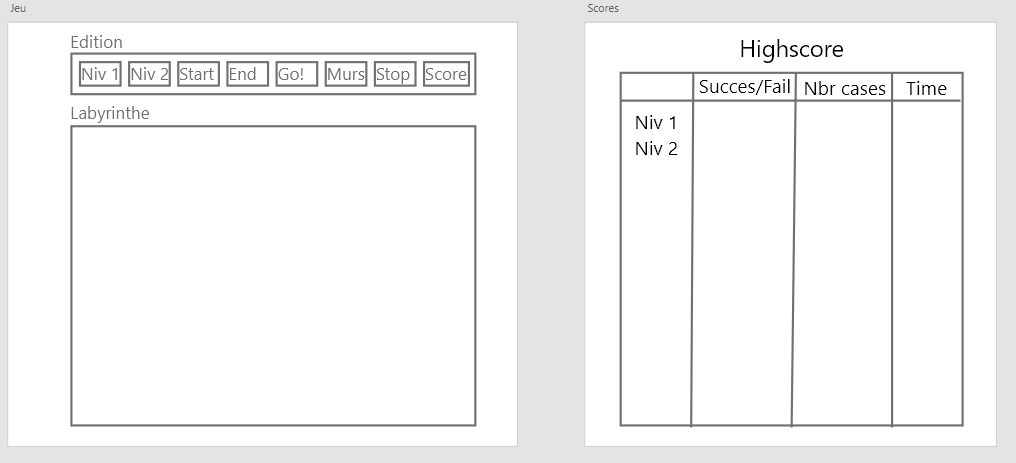 Jeu
Edition
Niv 1 Niv 2 Start End Go! Murs Stop Score
Labyrinthe
Scores
Highscore
Succes/Fail Nbr cases Time
Niv 1
Niv 2